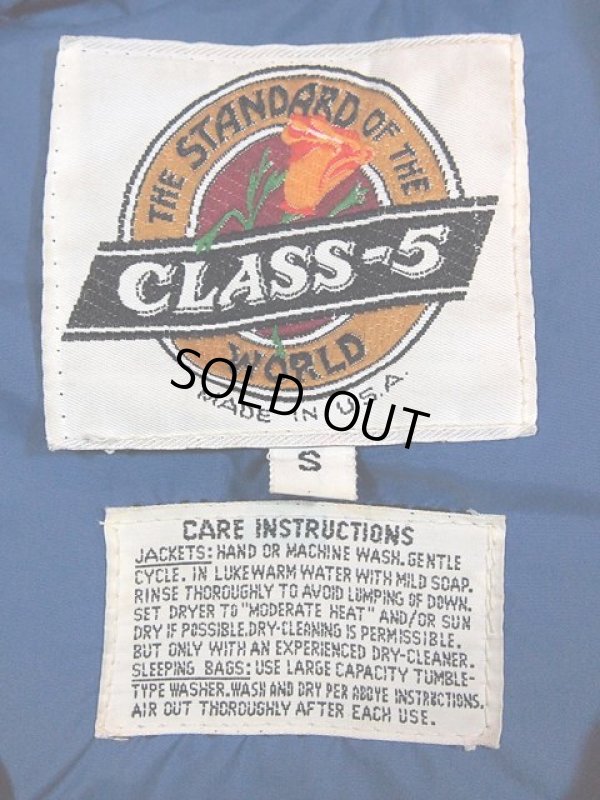 THE STANDARD OF THE
CLASS-5
WORLD
MADE IN U.S.A.
SOLD OUT
S
CARE INSTRUCTIONS
JACKETS: HAND OR MACHINE WASH. GENTLE
CYCLE. IN LUKEWARM WATER WITH MILD SOAP.
RINSE THOROUGHLY TO AVOID LUMPING OF DOWN.
SET DRYER TO "MODERATE HEAT" AND/OR SUN
DRY IF POSSIBLE.DRY-CLEANING IS PERMISSIBLE.
BUT ONLY WITH AN EXPERIENCED DRY-CLEANER.
SLEEPING BAGS: USE LARGE CAPACITY TUMBLE-
TYPE WASHER.WASH AND DRY PER ABOVE INSTRUCTIONS.
AIR OUT THOROUGHLY AFTER EACH USE.